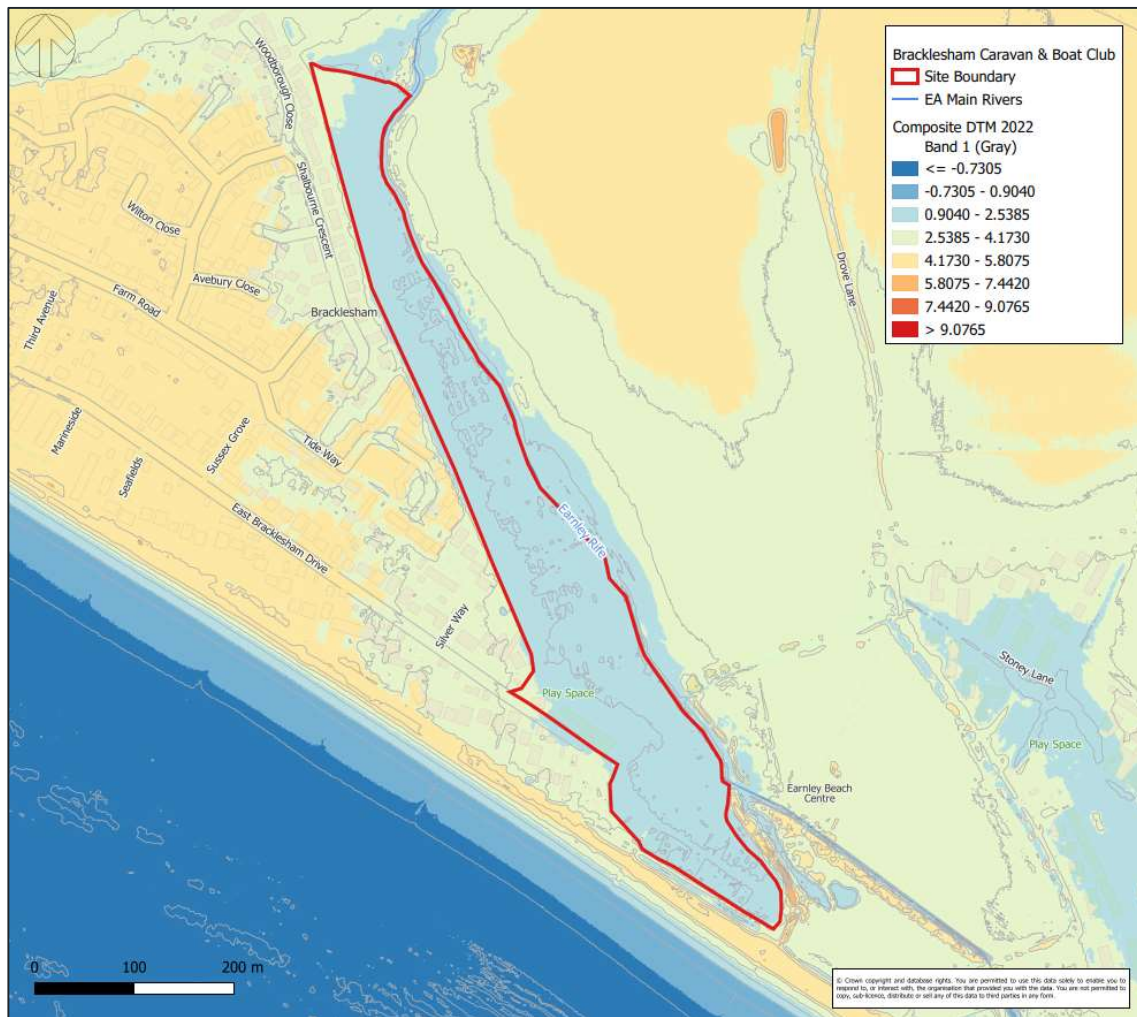 Bracklesham Caravan & Boat Club
Site Boundary
EA Main Rivers
Composite DTM 2022
Band 1 (Gray)
<= -0.7305
-0.7305 - 0.9040
0.9040 - 2.5385
2.5385 - 4.1730
4.1730 - 5.8075
5.8075 - 7.4420
7.4420 - 9.0765
> 9.0765
Woodborough Close
Shalbourne Crescent
Wilton Close
Avebury Close
Farm Road
Bracklesham
Third Avenue
Marineside
Seafields
Sussex Grove
Tide Way
East Bracklesham Drive
Silver Way
Play Space
Earnley Rife
Drove Lane
Stoney Lane
Play Space
Earnley Beach
Centre
0 100 200 m
© Crown copyright and database rights. You are permitted to use this data solely to enable you to
respond to, or interact with, the organisation that provided you with the data. You are not permitted to
copy, sub-licence, distribute or sell any of this data to third parties in any form.